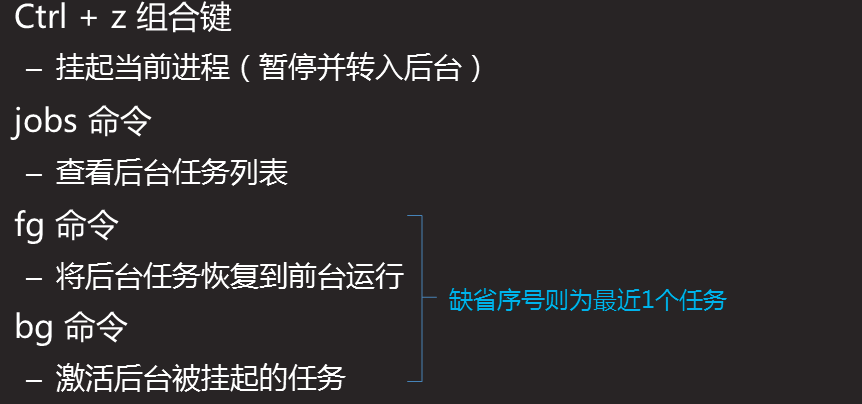 Ctrl + z 组合键
– 挂起当前进程（暂停并转入后台）
jobs 命令
– 查看后台任务列表
fg 命令
– 将后台任务恢复到前台运行
缺省序号则为最近1个任务
bg 命令
– 激活后台被挂起的任务